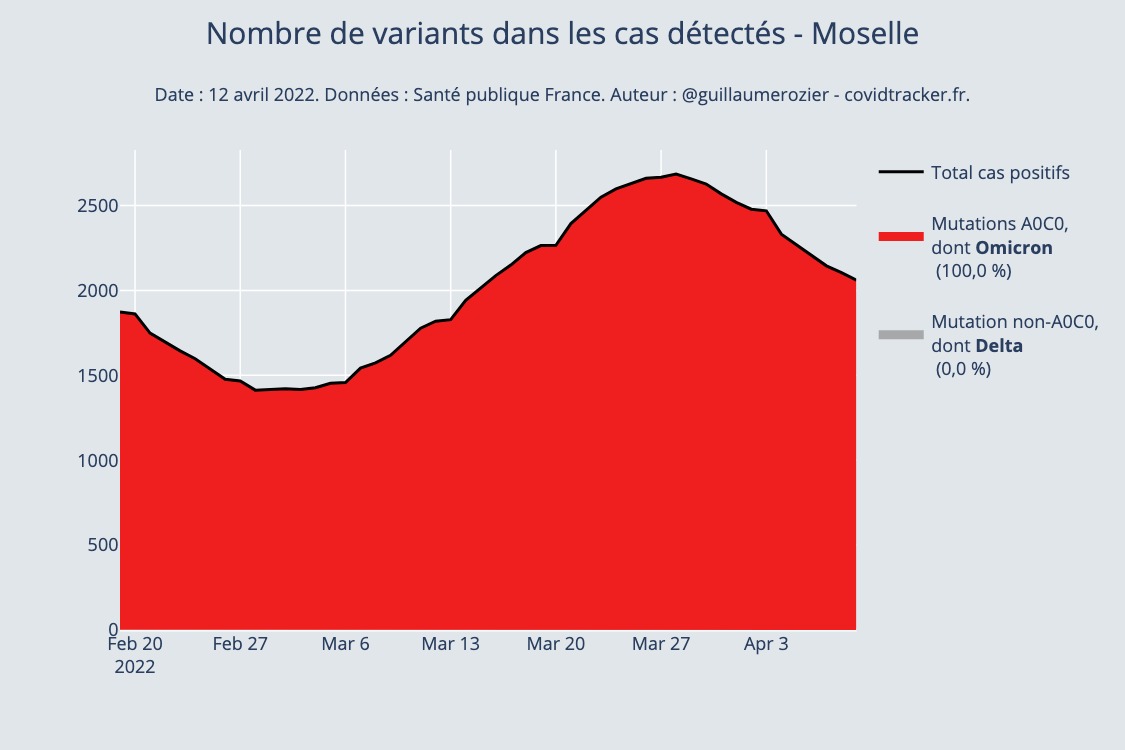 Nombre de variants dans les cas détectés - Moselle
Date : 12 avril 2022. Données : Santé publique France. Auteur : @guillaumerozier - covidtracker.fr.
Total cas positifs
Mutations A0C0,
dont Omicron
(100,0 %)
Mutation non-A0C0,
dont Delta
(0,0 %)
2500
2000
1500
1000
500
0
Feb 20
2022
Feb 27
Mar 6
Mar 13
Mar 20
Mar 27
Apr 3